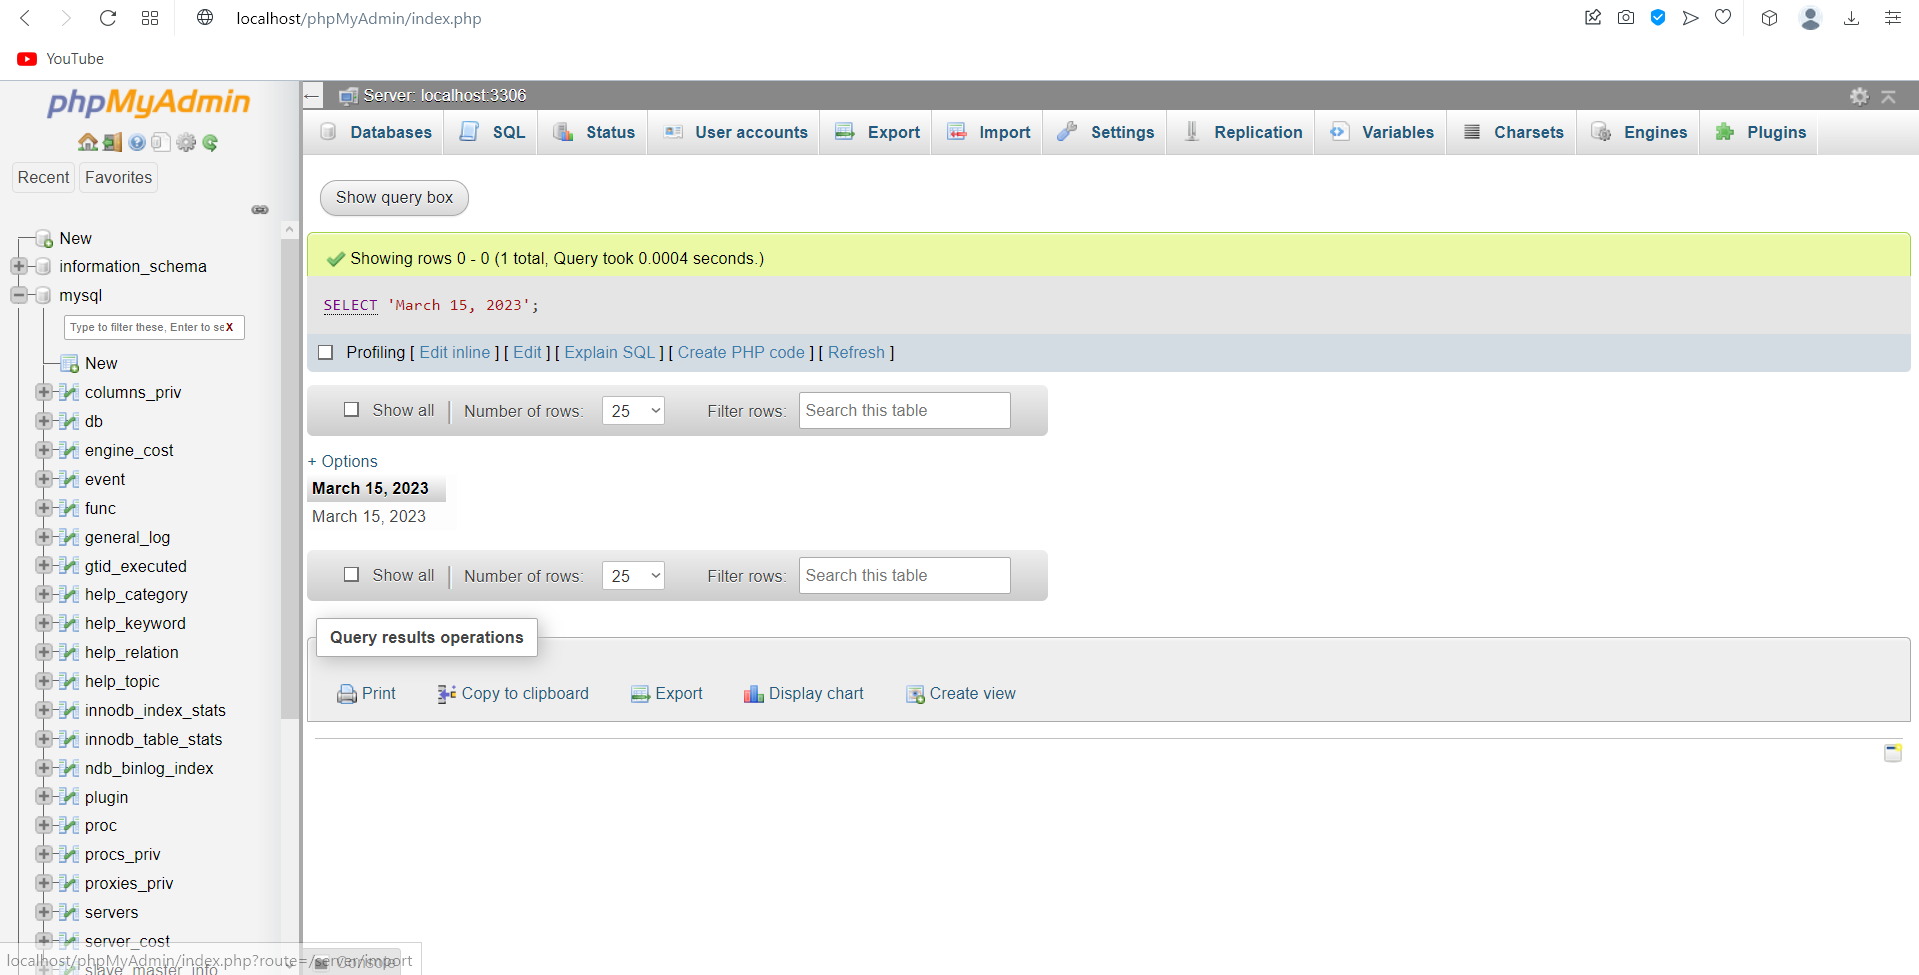 localhost/phpMyAdmin/index.php
YouTube
phpMyAdmin
Recent
Favorites
New
information_schema
mysql
Type to filter these, Enter to se X
New
columns_priv
db
engine_cost
event
func
general_log
gtid_executed
help_category
help_keyword
help_relation
help_topic
innodb_index_stats
innodb_table_stats
ndb_binlog_index
plugin
proc
procs_priv
proxies_priv
servers
server_cost
slave_master_info
localhost/phpMyAdmin/index.php?route=/server/import
Server: localhost:3306
Databases SQL Status User accounts Export Import Settings Replication Variables Charsets Engines Plugins
Show query box
Showing rows 0 - 0 (1 total, Query took 0.0004 seconds.)
SELECT 'March 15, 2023';
Profiling [ Edit inline ] [ Edit ] [ Explain SQL ] [ Create PHP code ] [ Refresh ]
Show all | Number of rows: 25 Filter rows: Search this table
+ Options
March 15, 2023
March 15, 2023
Show all | Number of rows: 25 Filter rows: Search this table
Query results operations
Print Copy to clipboard Export Display chart Create view
Console